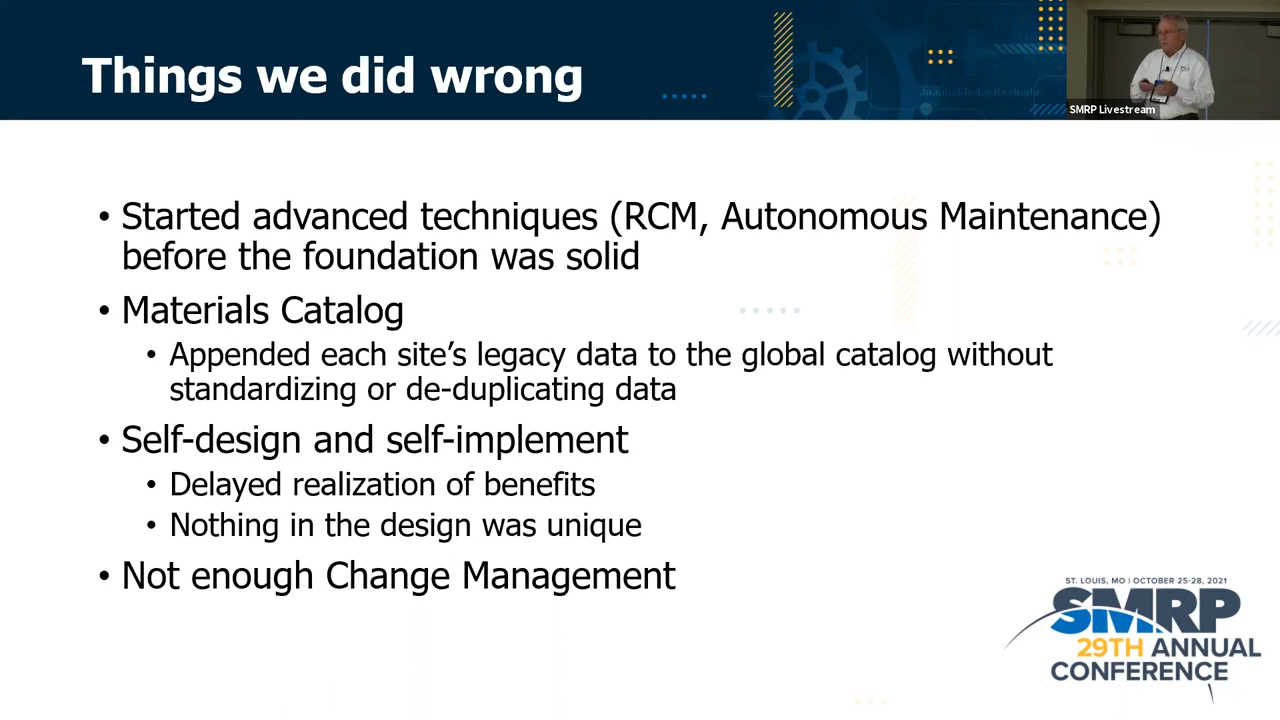 Things we did wrong
SMRP Livestream
• Started advanced techniques (RCM, Autonomous Maintenance)
before the foundation was solid
• Materials Catalog
• Appended each site’s legacy data to the global catalog without
standardizing or de-duplicating data
• Self-design and self-implement
• Delayed realization of benefits
• Nothing in the design was unique
• Not enough Change Management
ST. LOUIS, MO | OCTOBER 25-28, 2021
SMRP
29TH ANNUAL
CONFERENCE